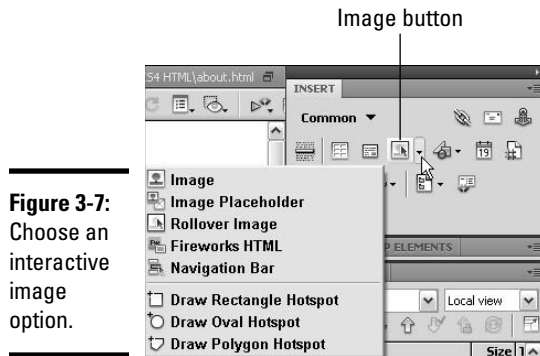 Image button
S4 HTML\about.html
INSERT
Common
19
Image
Image Placeholder
Rollover Image
Fireworks HTML
Navigation Bar
Draw Rectangle Hotspot
Draw Oval Hotspot
Draw Polygon Hotspot
P ELEMENTS
Local view
Size
Figure 3-7:
Choose an
interactive
image
option.